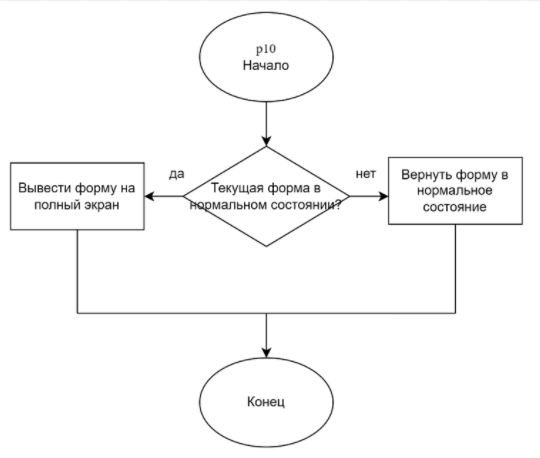 p10
Начало
да
нет
Вывести форму на
полный экран
Текущая форма в
нормальном состоянии?
Вернуть форму в
нормальное
состояние
Конец